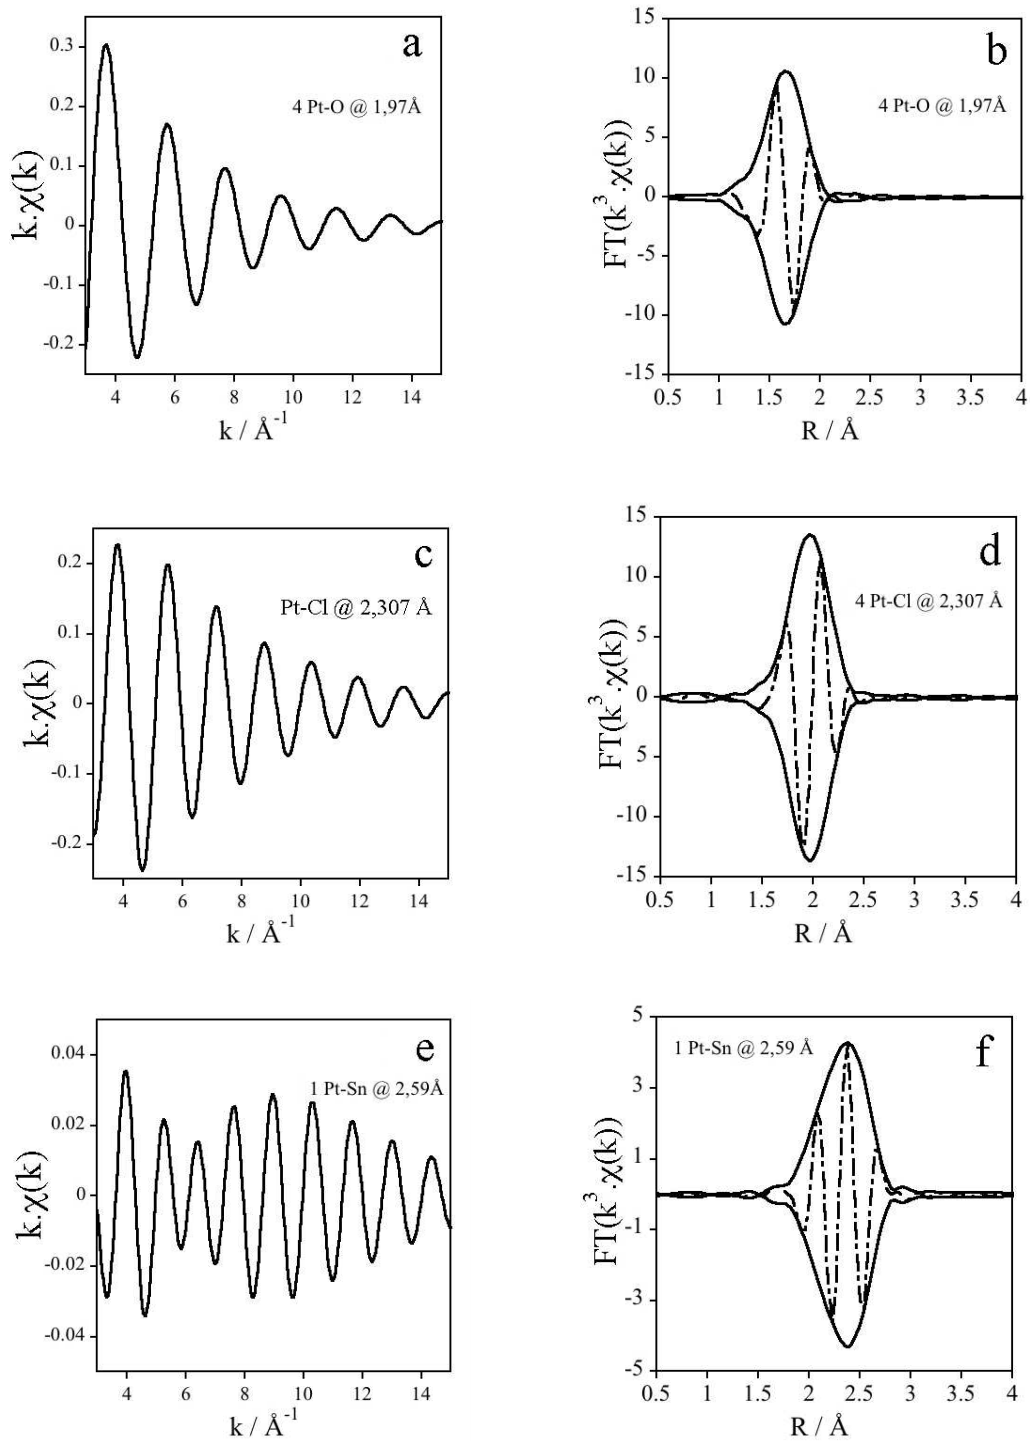 a
4 Pt-O @ 1,97Å
k.χ(k)
0.3
0.2
0.1
0
-0.1
-0.2
4 6 8 10 12 14
k / Å⁻¹
b
4 Pt-O @ 1,97Å
FT(k³.χ(k))
15
10
5
0
-5
-10
-15
0.5 1 1.5 2 2.5 3 3.5 4
R / Å
c
Pt-Cl @ 2,307 Å
k.χ(k)
0.2
0.1
0
-0.1
-0.2
4 6 8 10 12 14
k / Å⁻¹
d
4 Pt-Cl @ 2,307 Å
FT(k³.χ(k))
15
10
5
0
5
-10
-15
0.5 1 1.5 2 2.5 3 3.5 4
R / Å
e
1 Pt-Sn @ 2,59Å
k.χ(k)
0.04
0.02
0
-0.02
-0.04
4 6 8 10 12 14
k / Å⁻¹
f
1 Pt-Sn @ 2,59 Å
FT(k³.χ(k))
5
3
1
-1
-3
-5
0.5 1 1.5 2 2.5 3 3.5 4
R / Å